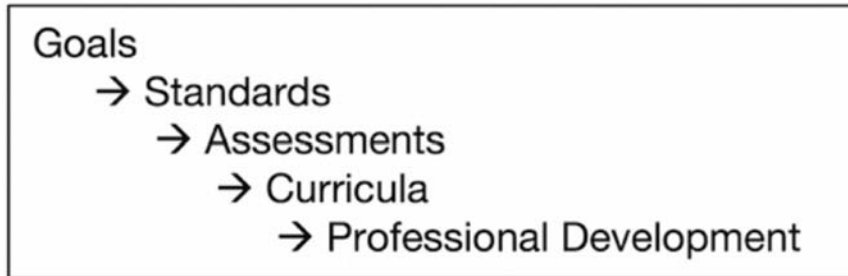 Goals
→ Standards
→ Assessments
→ Curricula
→ Professional Development